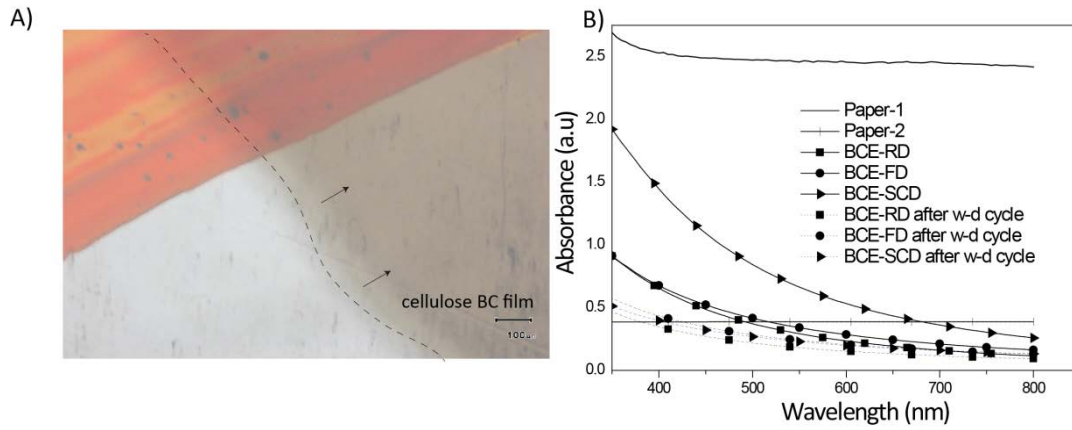 A)
cellulose BC film
100
B)
Absorbance (a.u)
2.5
2.0
1.5
1.0
0.5
0.0
Paper-1
Paper-2
BCE-RD
BCE-FD
BCE-SCD
BCE-RD after w-d cycle
BCE-FD after w-d cycle
BCE-SCD after w-d cycle
400 500 600 700 800
Wavelength (nm)